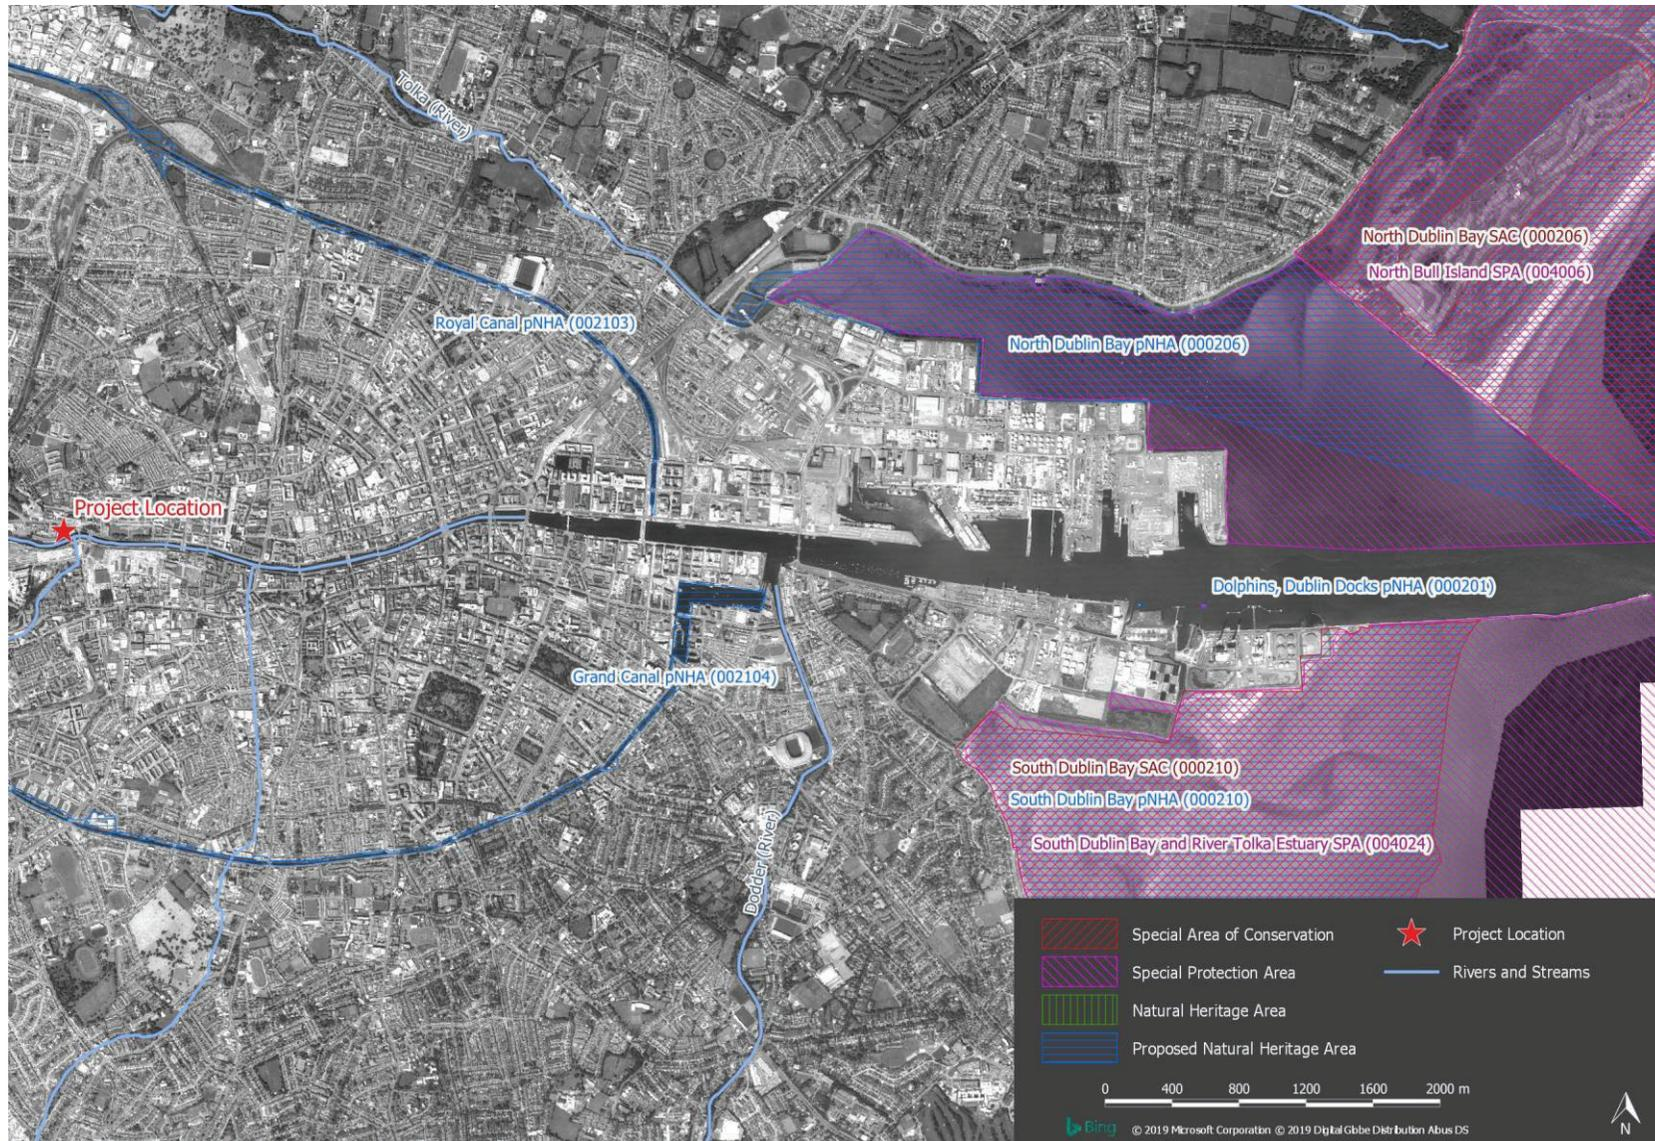 Tolka (River)
North Dublin Bay SAC (000206)
North Bull Island SPA (004006)
Royal Canal pNHA (002103)
North Dublin Bay pNHA (000206)
Project Location
Dolphins, Dublin Docks pNHA (000201)
Grand Canal pNHA (002104)
South Dublin Bay SAC (000210)
South Dublin Bay pNHA (000210)
South Dublin Bay and River Tolka Estuary SPA (004024)
Dodder (River)
Special Area of Conservation
Project Location
Special Protection Area
Rivers and Streams
Natural Heritage Area
Proposed Natural Heritage Area
0 400 800 1200 1600 2000 m
Bing © 2019 Microsoft Corporation © 2019 Digital Globe Distribution Abus DS
N